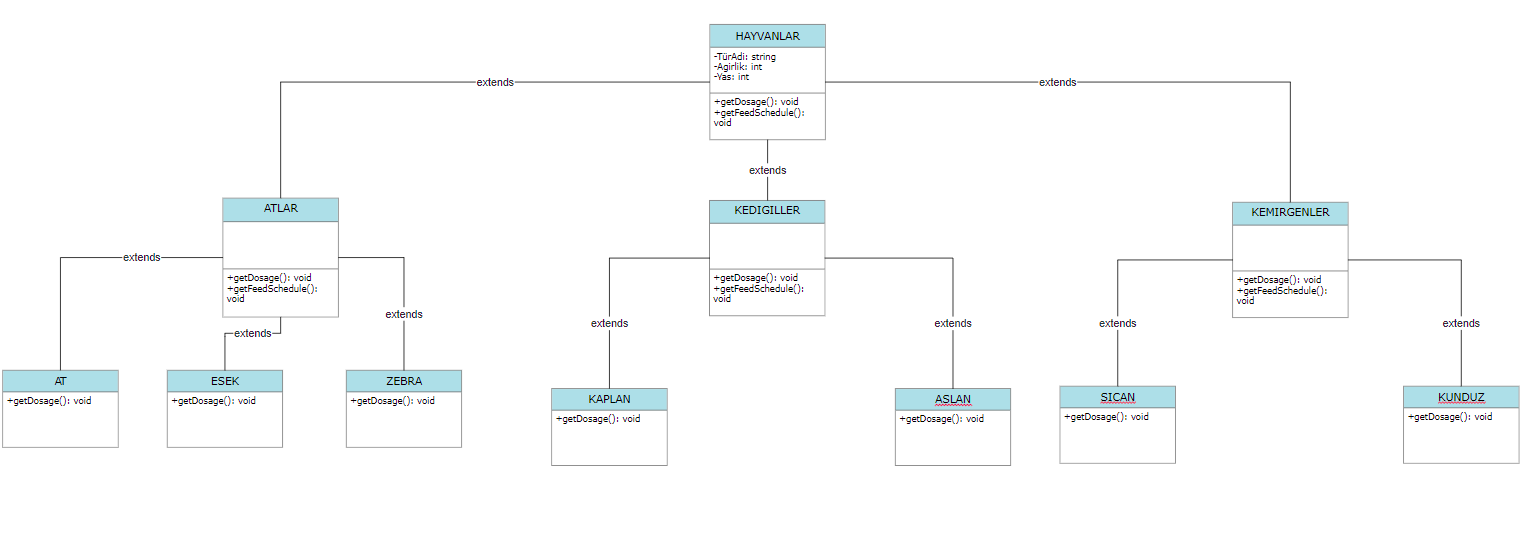 HAYVANLAR
-TürAdi: string
-Agirlik: int
-Yas: int
+getDosage(): void
+getFeedSchedule():
void
extends
extends
extends
ATLAR
+getDosage(): void
+getFeedSchedule():
void
KEDIGILLER
+getDosage(): void
+getFeedSchedule():
void
KEMIRGENLER
+getDosage(): void
+getFeedSchedule():
void
extends
extends
extends
extends
extends
extends
extends
AT
+getDosage(): void
ESEK
+getDosage(): void
ZEBRA
+getDosage(): void
KAPLAN
+getDosage(): void
ASLAN
+getDosage(): void
SICAN
+getDosage(): void
KUNDUZ
+getDosage(): void